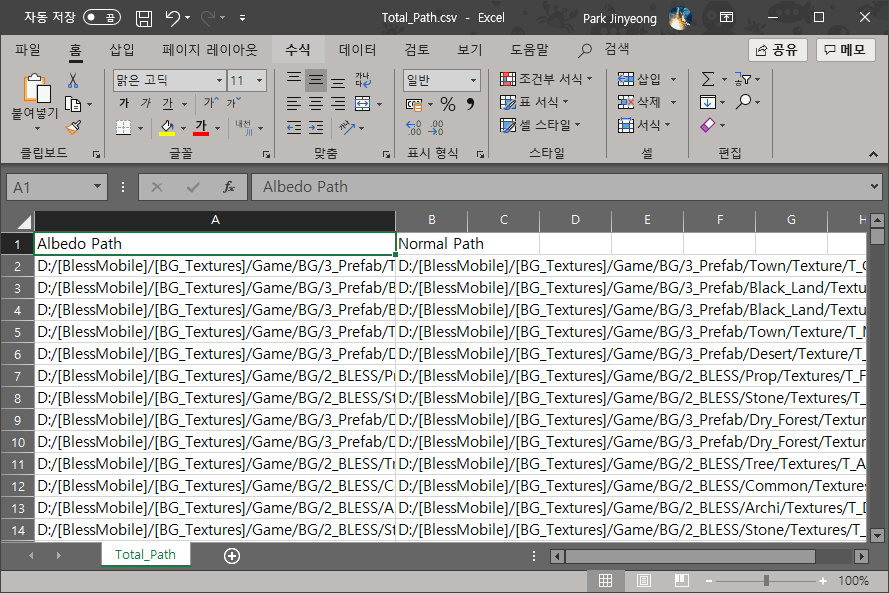 자동 저장 끔 Total_Path.csv - Excel Park Jinyeong
파일 홈 삽입 페이지 레이아웃 수식 데이터 검토 보기 도움말 검색 공유 메모
붙여넣기 맑은 고딕 11 가나다 일반 조건부 서식 삽입
가 가 가 가 가 % 표 서식 삭제
가 내천 .00 .00 셀 스타일 서식
클립보드 글꼴 맞춤 표시 형식 스타일 셀 편집
A1 fx Albedo Path
A B C D E F G H
1 Albedo Path Normal Path
2 D:/[BlessMobile]/[BG_Textures]/Game/BG/3_Prefab/T D:/[BlessMobile]/[BG_Textures]/Game/BG/3_Prefab/Town/Texture/T_
3 D:/[BlessMobile]/[BG_Textures]/Game/BG/3_Prefab/B D:/[BlessMobile]/[BG_Textures]/Game/BG/3_Prefab/Black_Land/Textu
4 D:/[BlessMobile]/[BG_Textures]/Game/BG/3_Prefab/B D:/[BlessMobile]/[BG_Textures]/Game/BG/3_Prefab/Black_Land/Textu
5 D:/[BlessMobile]/[BG_Textures]/Game/BG/3_Prefab/T D:/[BlessMobile]/[BG_Textures]/Game/BG/3_Prefab/Town/Texture/T_
6 D:/[BlessMobile]/[BG_Textures]/Game/BG/3_Prefab/D D:/[BlessMobile]/[BG_Textures]/Game/BG/3_Prefab/Desert/Texture/T_
7 D:/[BlessMobile]/[BG_Textures]/Game/BG/2_BLESS/Pr D:/[BlessMobile]/[BG_Textures]/Game/BG/2_BLESS/Prop/Textures/T_F
8 D:/[BlessMobile]/[BG_Textures]/Game/BG/2_BLESS/St D:/[BlessMobile]/[BG_Textures]/Game/BG/2_BLESS/Stone/Textures/T_
9 D:/[BlessMobile]/[BG_Textures]/Game/BG/3_Prefab/D D:/[BlessMobile]/[BG_Textures]/Game/BG/3_Prefab/Dry_Forest/Textur
10 D:/[BlessMobile]/[BG_Textures]/Game/BG/3_Prefab/D D:/[BlessMobile]/[BG_Textures]/Game/BG/3_Prefab/Dry_Forest/Textur
11 D:/[BlessMobile]/[BG_Textures]/Game/BG/2_BLESS/Tr D:/[BlessMobile]/[BG_Textures]/Game/BG/2_BLESS/Tree/Textures/T_A
12 D:/[BlessMobile]/[BG_Textures]/Game/BG/2_BLESS/C D:/[BlessMobile]/[BG_Textures]/Game/BG/2_BLESS/Common/Textures
13 D:/[BlessMobile]/[BG_Textures]/Game/BG/2_BLESS/A D:/[BlessMobile]/[BG_Textures]/Game/BG/2_BLESS/Archi/Textures/T_
14 D:/[BlessMobile]/[BG_Textures]/Game/BG/2_BLESS/St D:/[BlessMobile]/[BG_Textures]/Game/BG/2_BLESS/Stone/Textures/T_
Total_Path
100%